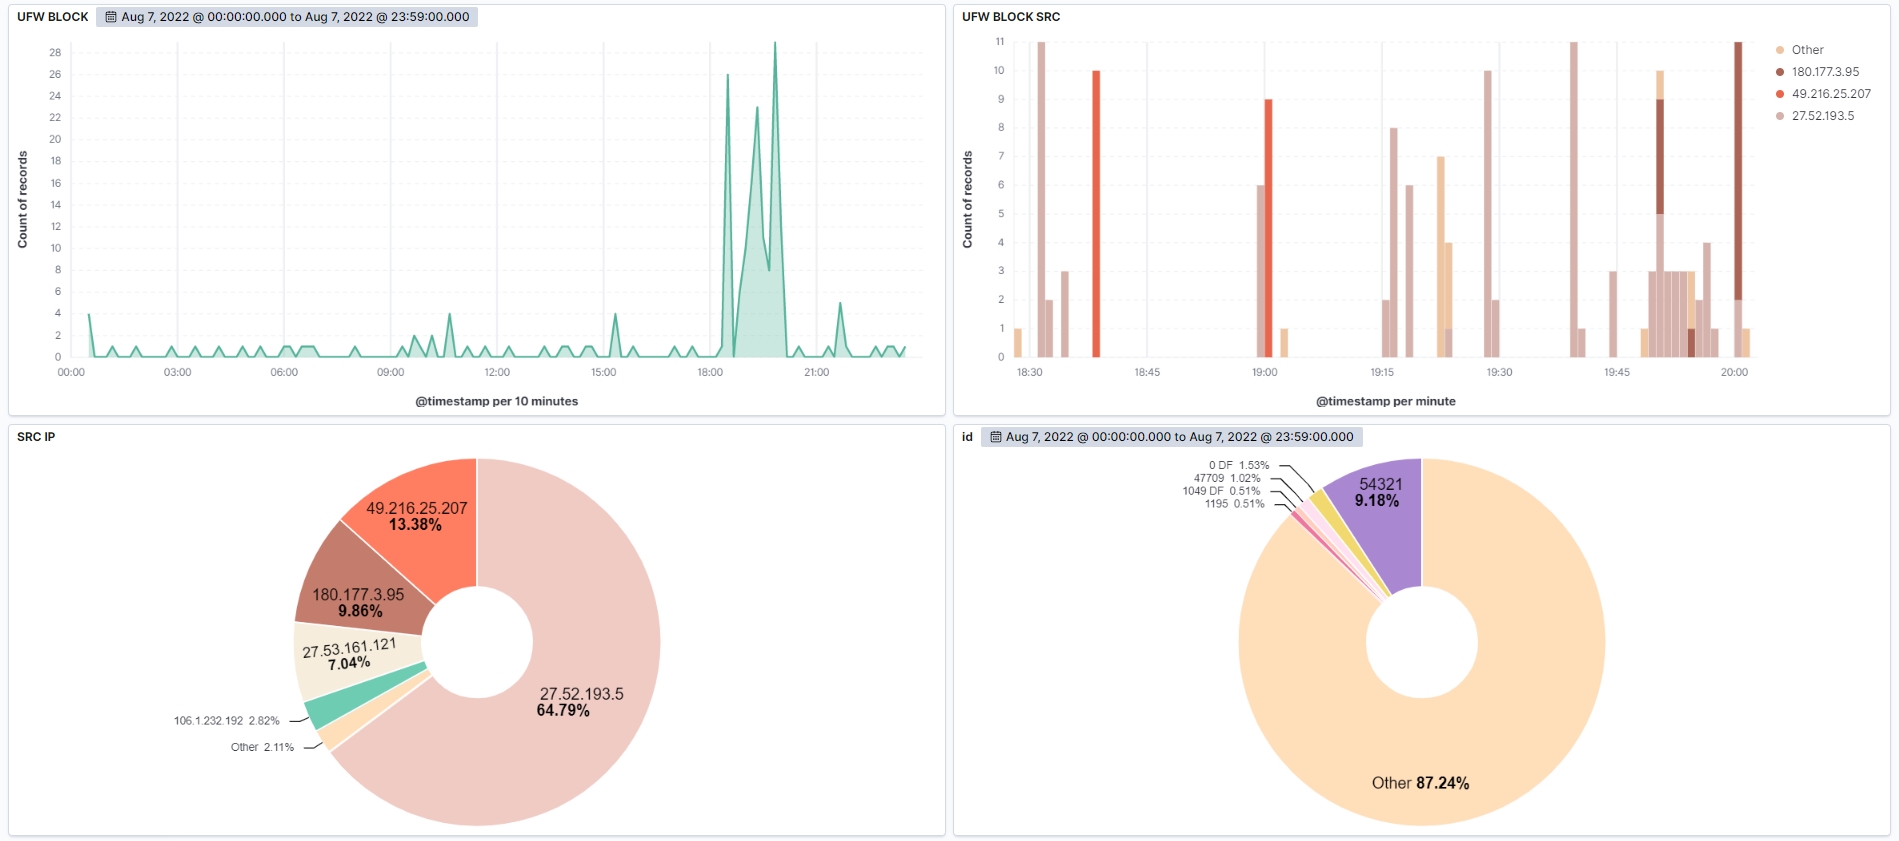 UFW BLOCK Aug 7, 2022 @ 00:00:00.000 to Aug 7, 2022 @ 23:59:00.000
Count of records
28
26
24
22
20
18
16
14
12
10
8
6
4
2
0
00:00 03:00 06:00 09:00 12:00 15:00 18:00 21:00
@timestamp per 10 minutes
UFW BLOCK SRC
Count of records
11
10
9
8
7
6
5
4
3
2
1
0
18:30 18:45 19:00 19:15 19:30 19:45 20:00
@timestamp per minute
Other
180.177.3.95
49.216.25.207
27.52.193.5
SRC IP
49.216.25.207
13.38%
180.177.3.95
9.86%
27.53.161.121
7.04%
27.52.193.5
64.79%
106.1.232.192 2.82%
Other 2.11%
id Aug 7, 2022 @ 00:00:00.000 to Aug 7, 2022 @ 23:59:00.000
0 DF 1.53%
47709 1.02%
1049 DF 0.51%
1195 0.51%
54321
9.18%
Other 87.24%